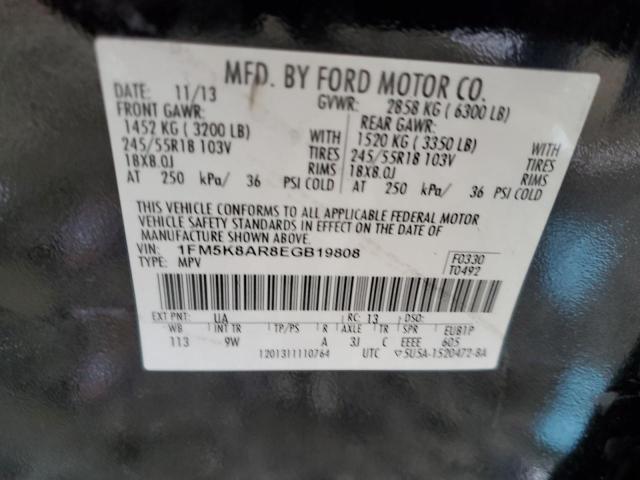 MFD. BY FORD MOTOR CO.
DATE: 11/13 GVWR: 2858 KG ( 6300 LB)
FRONT GAWR: REAR GAWR:
1452 KG ( 3200 LB) WITH 1520 KG ( 3350 LB) WITH
245/55R18 103V TIRES 245/55R18 103V TIRES
18X8.0J RIMS 18X8.0J RIMS
AT 250 kPa/ 36 PSI COLD AT 250 kPa/ 36 PSI COLD
THIS VEHICLE CONFORMS TO ALL APPLICABLE FEDERAL MOTOR
VEHICLE SAFETY STANDARDS IN EFFECT ON THE DATE OF
MANUFACTURE SHOWN ABOVE.
VIN: 1FM5K8AR8EGB19808 F0330
TYPE: MPV T0492
EXT PNT: UA RC: 13 DSO:
WB INT TR TP/PS R AXLE TR SPR EUB1P
113 9W A 3J C EEEE 605
1201311110764 UTC 5U5A-1520472-BA